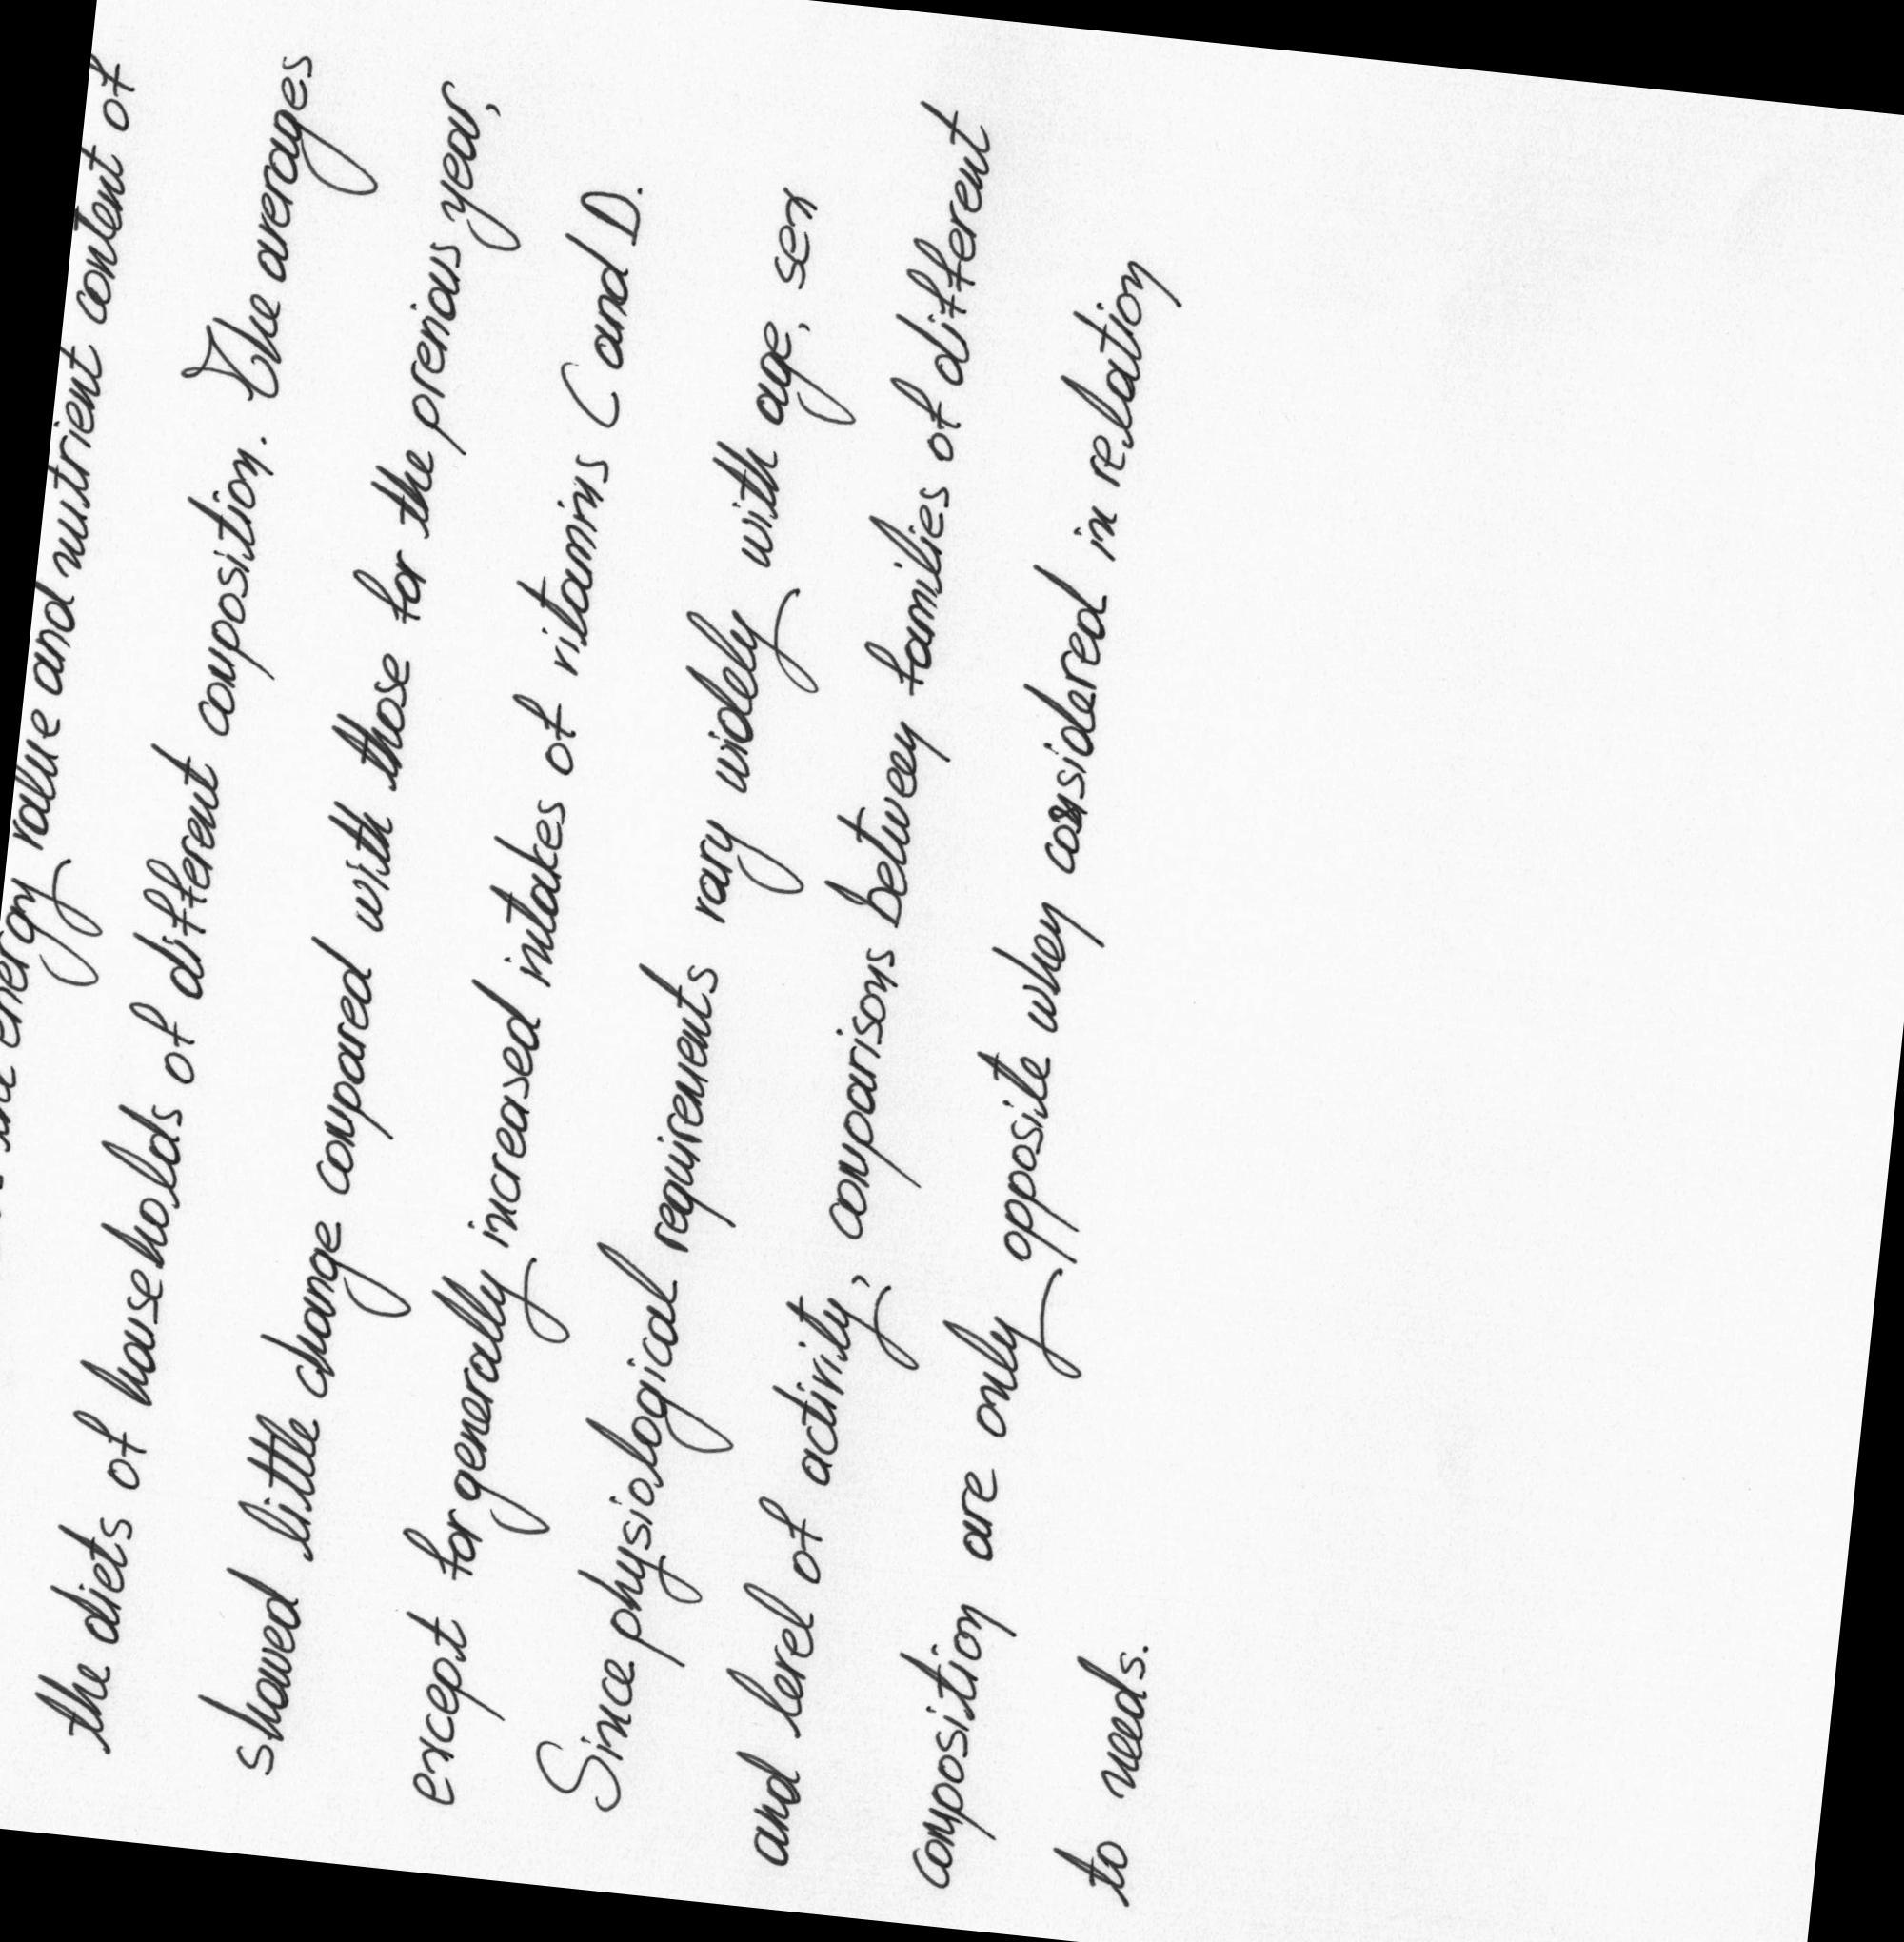 the energy value and nutrient content of
the diets of households of different composition. The averages
showed little change compared with those for the previous year,
except for generally increased intakes of vitamins C and D.
Since physiological requirements vary widely with age, sex
and level of activity, comparisons between families of different
composition are only opposite when considered in relation
to needs.